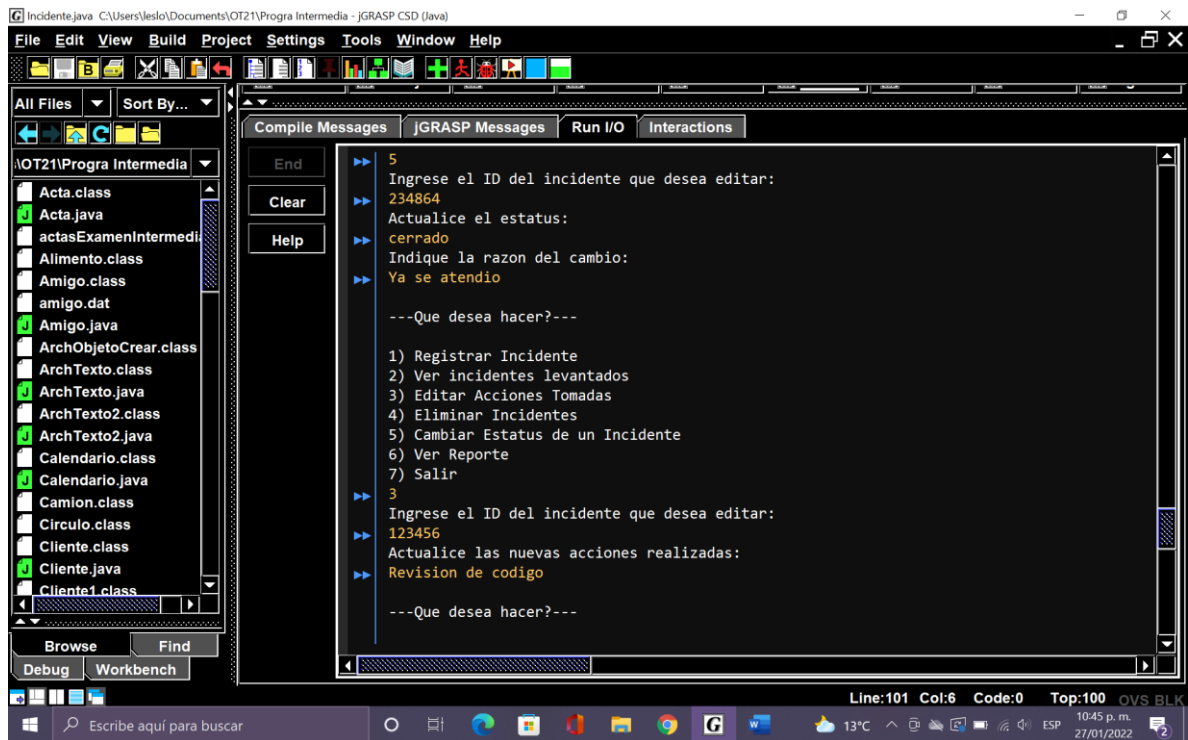 Incidente.java C:\Users\leslo\Documents\OT21\Progra Intermedia - jGRASP CSD (Java)
File Edit View Build Project Settings Tools Window Help
All Files Sort By...
\OT21\Progra Intermedia
Acta.class
Acta.java
actasExamenIntermedi
Alimento.class
Amigo.class
amigo.dat
Amigo.java
ArchObjetoCrear.class
ArchTexto.class
ArchTexto.java
ArchTexto2.class
ArchTexto2.java
Calendario.class
Calendario.java
Camion.class
Circulo.class
Cliente.class
Cliente.java
Cliente1.class
Browse Find
Debug Workbench
Compile Messages jGRASP Messages Run I/O Interactions
End
Clear
Help
5
Ingrese el ID del incidente que desea editar:
234864
Actualice el estatus:
cerrado
Indique la razon del cambio:
Ya se atendio
---Que desea hacer?---
1) Registrar Incidente
2) Ver incidentes levantados
3) Editar Acciones Tomadas
4) Eliminar Incidentes
5) Cambiar Estatus de un Incidente
6) Ver Reporte
7) Salir
3
Ingrese el ID del incidente que desea editar:
123456
Actualice las nuevas acciones realizadas:
Revision de codigo
---Que desea hacer?---
Line:101 Col:6 Code:0 Top:100 OVS BLK
Escribe aquí para buscar
13°C ESP 10:45 p. m.
27/01/2022